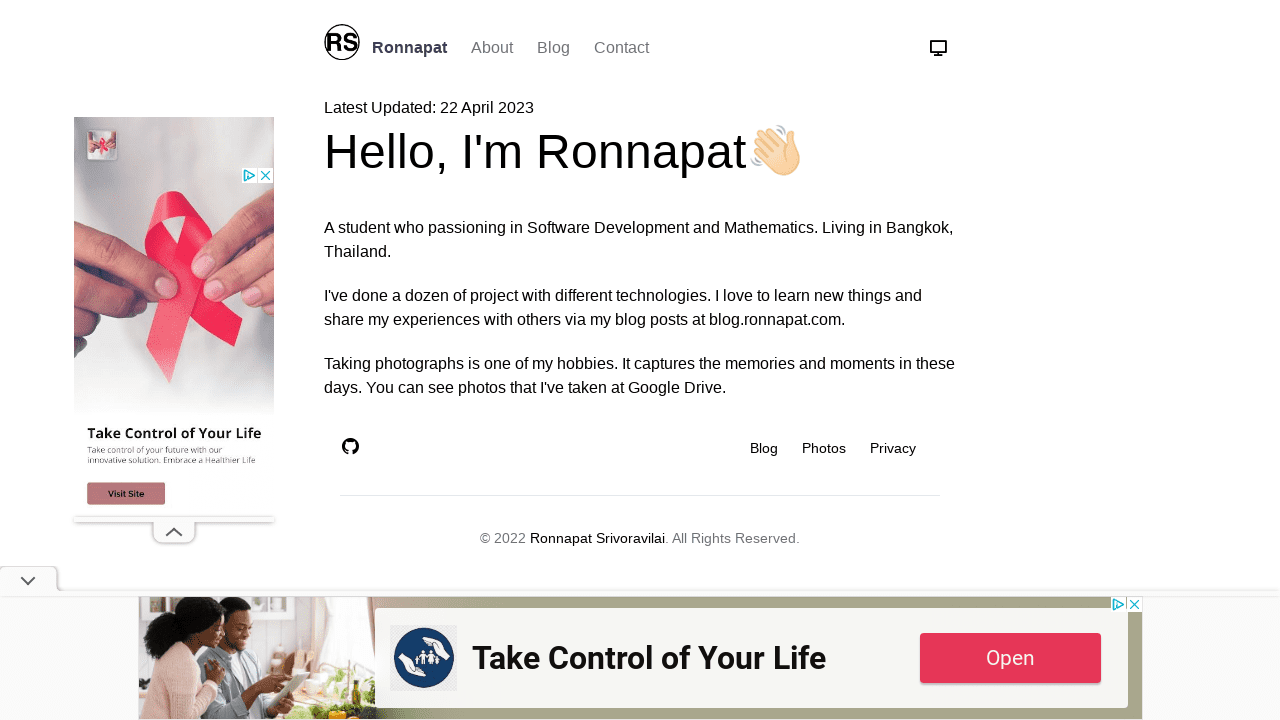 RS Ronnapat About Blog Contact
Latest Updated: 22 April 2023
Hello, I'm Ronnapat
A student who passioning in Software Development and Mathematics. Living in Bangkok,
Thailand.
I've done a dozen of project with different technologies. I love to learn new things and
share my experiences with others via my blog posts at blog.ronnapat.com.
Taking photographs is one of my hobbies. It captures the memories and moments in these
days. You can see photos that I've taken at Google Drive.
Take Control of Your Life
Take control of your future with our
innovative solution. Embrace a Healthier Life
Visit Site
Blog Photos Privacy
© 2022 Ronnapat Srivoravilai. All Rights Reserved.
Take Control of Your Life
Open